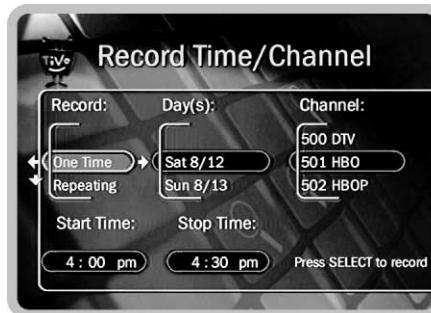 TiVo
Record Time/Channel
Record: Day(s): Channel:
500 DTV
One Time Sat 8/12 501 HBO
Repeating Sun 8/13 502 HBOP
Start Time: Stop Time:
4 : 00 pm 4 : 30 pm Press SELECT to record